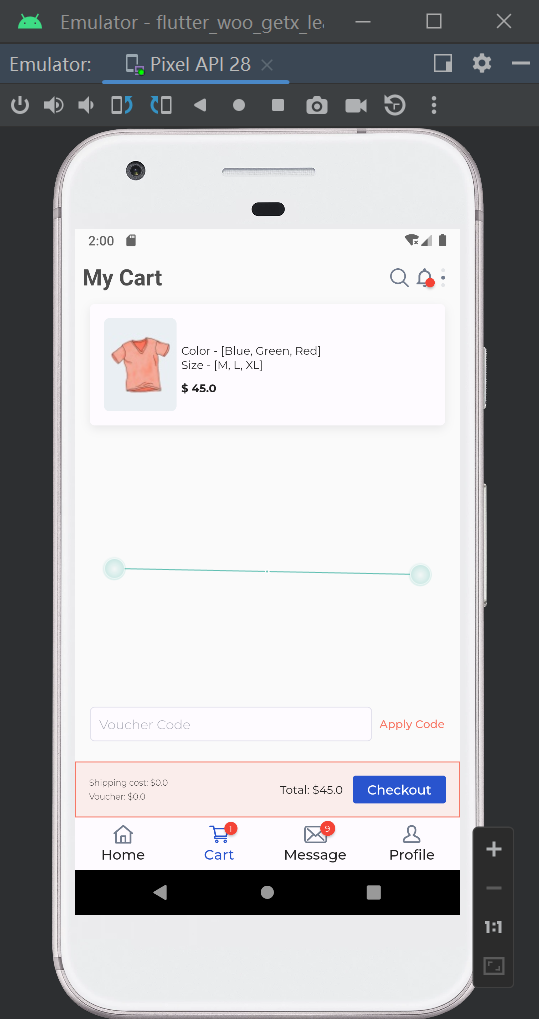 Emulator - flutter_woo_getx_le
Emulator: Pixel API 28
2:00
My Cart
Color - [Blue, Green, Red]
Size - [M, L, XL]
$ 45.0
Voucher Code Apply Code
Shipping cost: $0.0
Voucher: $0.0
Total: $45.0 Checkout
1 9
Home Cart Message Profile
1:1